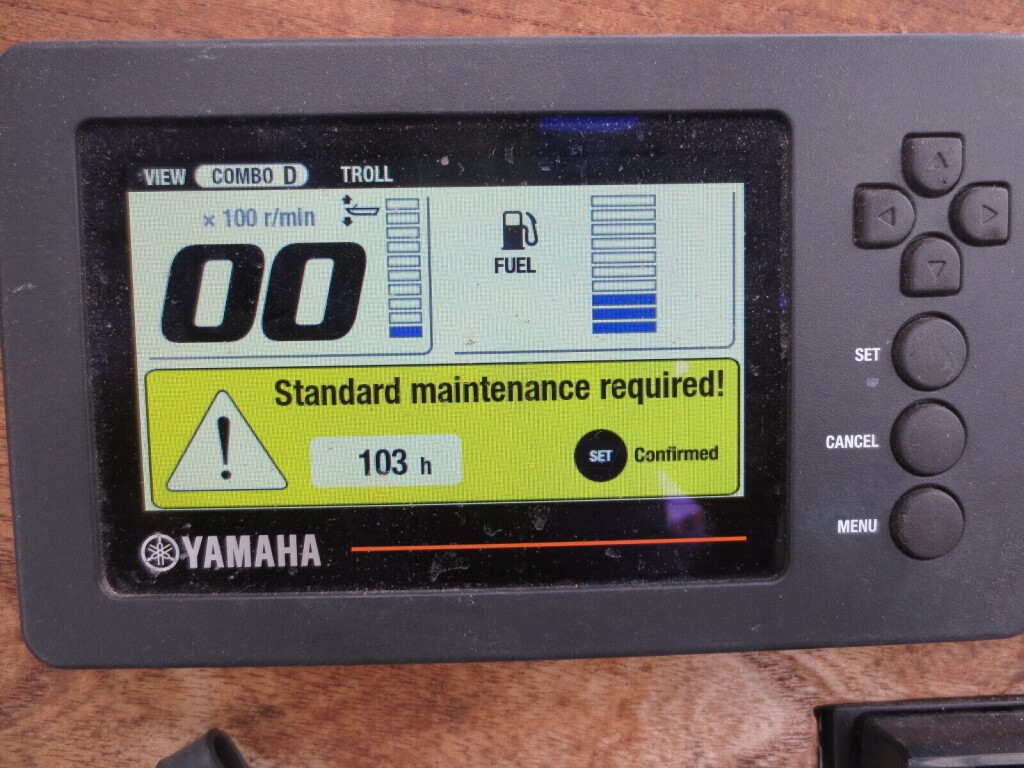 VIEW COMBO D TROLL
× 100 r/min
00
FUEL
Standard maintenance required!
103 h
SET Confirmed
YAMAHA
SET
CANCEL
MENU